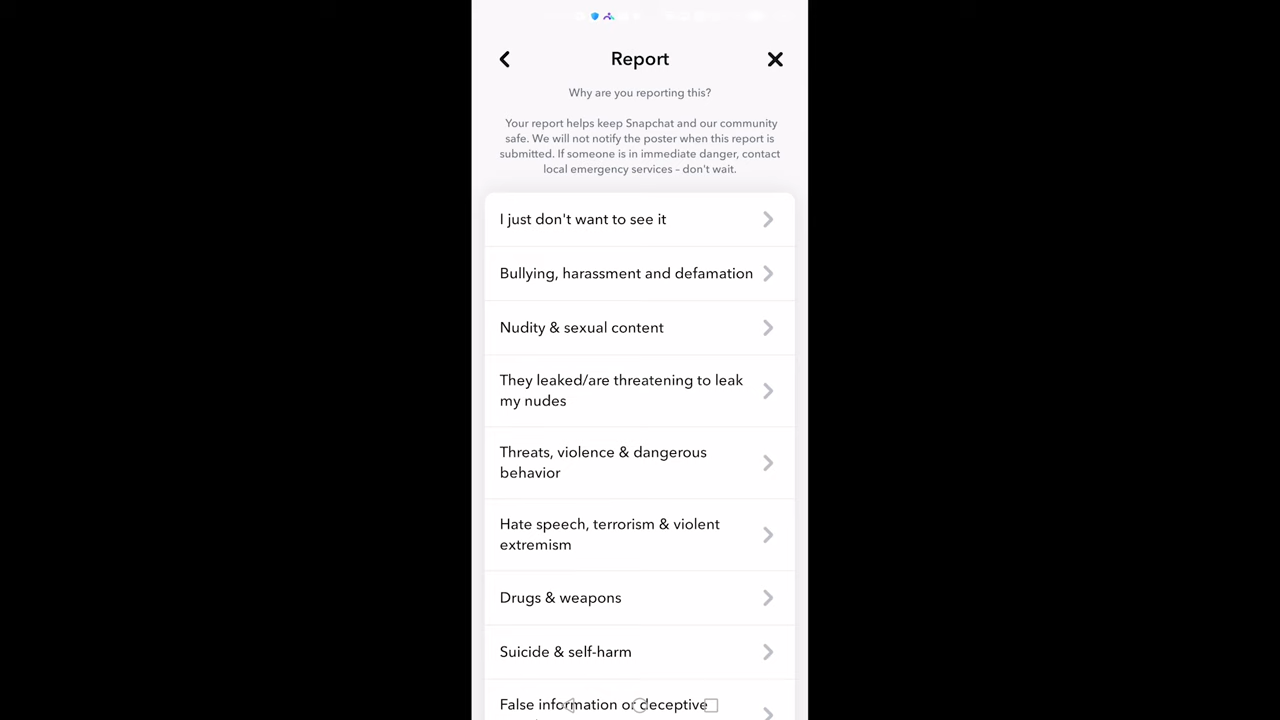 Report
Why are you reporting this?
Your report helps keep Snapchat and our community
safe. We will not notify the poster when this report is
submitted. If someone is in immediate danger, contact
local emergency services – don't wait.
I just don't want to see it
Bullying, harassment and defamation
Nudity & sexual content
They leaked/are threatening to leak
my nudes
Threats, violence & dangerous
behavior
Hate speech, terrorism & violent
extremism
Drugs & weapons
Suicide & self-harm
False information or deceptive